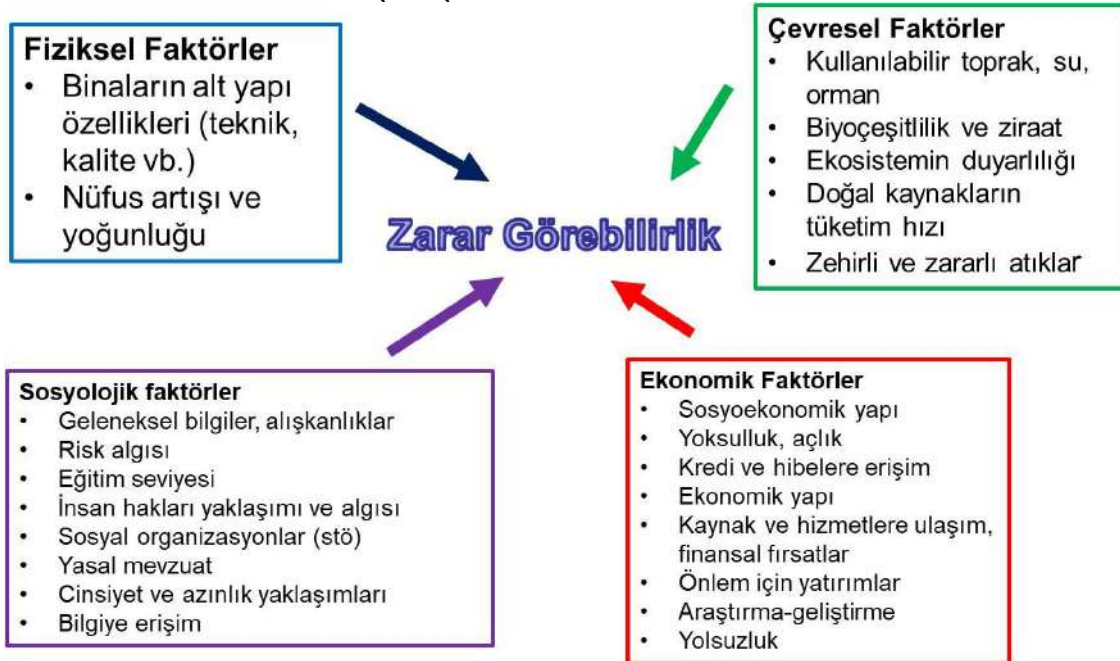 Fiziksel Faktörler
• Binaların alt yapı
özellikleri (teknik,
kalite vb.)
• Nüfus artışı ve
yoğunluğu
Çevresel Faktörler
• Kullanılabilir toprak, su,
orman
• Biyoçeşitlilik ve ziraat
• Ekosistemin duyarlılığı
• Doğal kaynakların
tüketim hızı
• Zehirli ve zararlı atıklar
Zarar Görebilirlik
Sosyolojik faktörler
• Geleneksel bilgiler, alışkanlıklar
• Risk algısı
• Eğitim seviyesi
• İnsan hakları yaklaşımı ve algısı
• Sosyal organizasyonlar (stö)
• Yasal mevzuat
• Cinsiyet ve azınlık yaklaşımları
• Bilgiye erişim
Ekonomik Faktörler
• Sosyoekonomik yapı
• Yoksulluk, açlık
• Kredi ve hibelere erişim
• Ekonomik yapı
• Kaynak ve hizmetlere ulaşım,
finansal fırsatlar
• Önlem için yatırımlar
• Araştırma-geliştirme
• Yolsuzluk